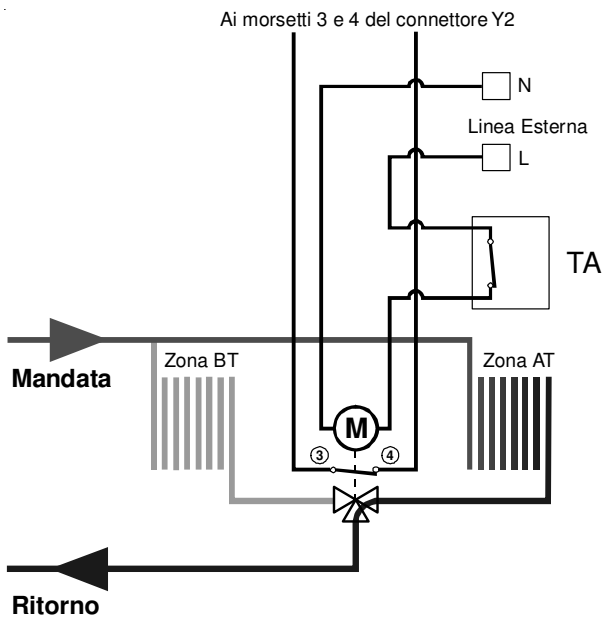 Ai morsetti 3 e 4 del connettore Y2
N
Linea Esterna
L
TA
Zona BT
Zona AT
Mandata
M
3
4
Ritorno